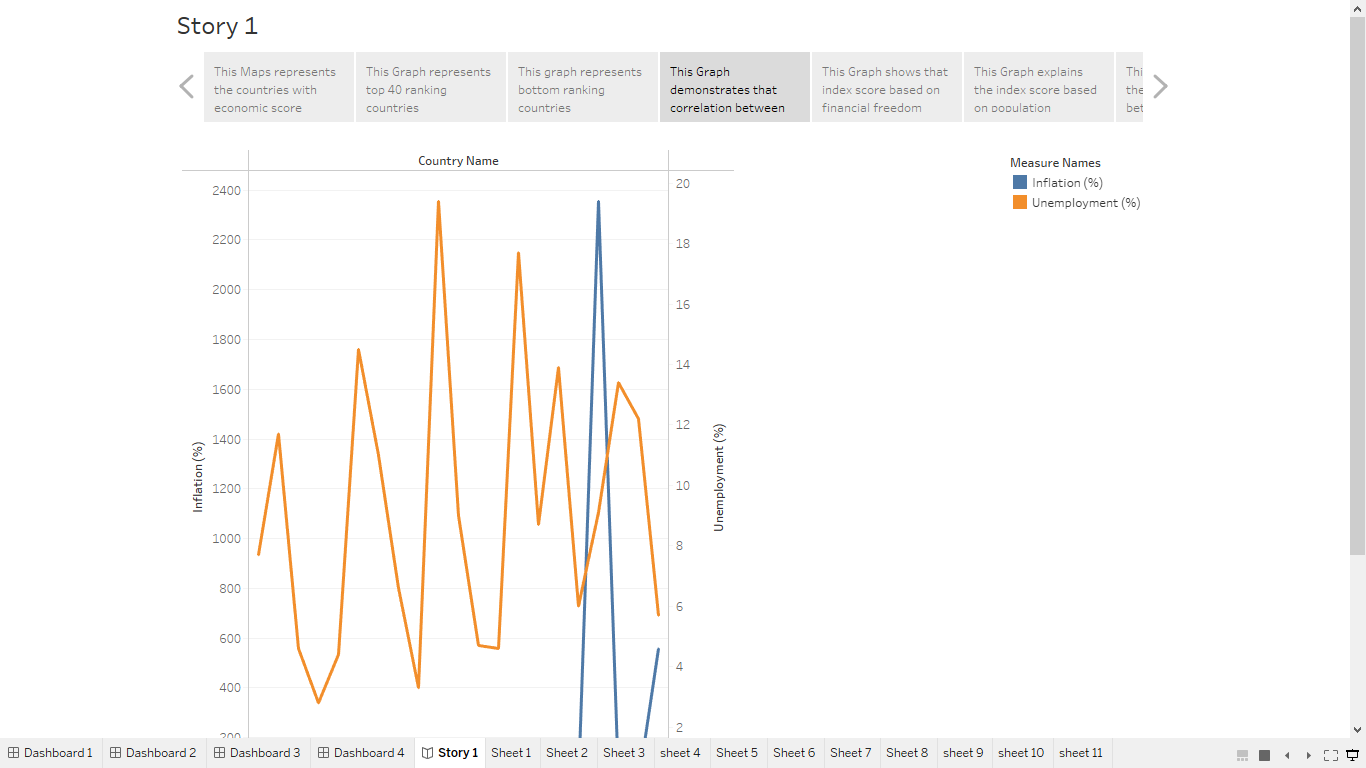 Story 1
This Maps represents
the countries with
economic score
This Graph represents
top 40 ranking
countries
This graph represents
bottom ranking
countries
This Graph
demonstrates that
correlation between
This Graph shows that
index score based on
financial freedom
This Graph explains
the index score based
on population
Country Name
Measure Names
Inflation (%)
Unemployment (%)
2400
2200
2000
1800
1600
1400
1200
1000
800
600
400
200
Inflation (%)
20
18
16
14
12
10
8
6
4
2
Unemployment (%)
Dashboard 1 Dashboard 2 Dashboard 3 Dashboard 4 Story 1 Sheet 1 Sheet 2 Sheet 3 sheet 4 Sheet 5 Sheet 6 Sheet 7 Sheet 8 sheet 9 sheet 10 sheet 11